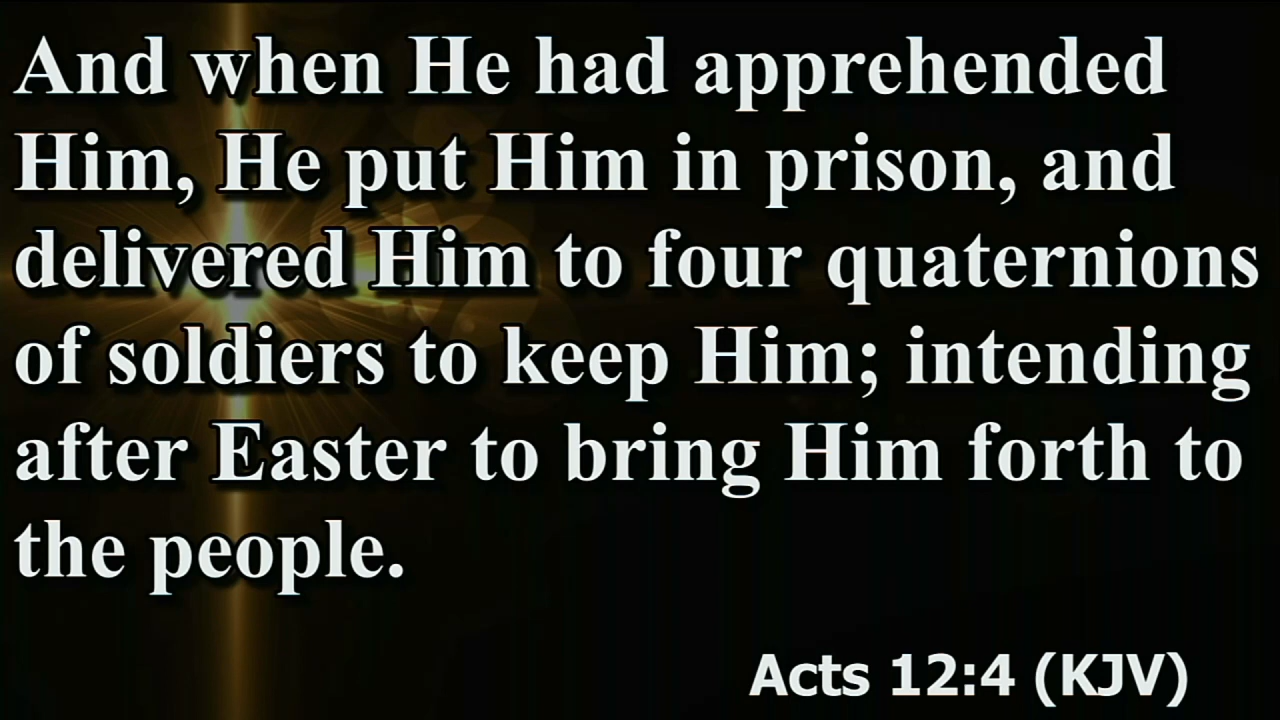 And when He had apprehended
Him, He put Him in prison, and
delivered Him to four quaternions
of soldiers to keep Him; intending
after Easter to bring Him forth to
the people.
Acts 12:4 (KJV)